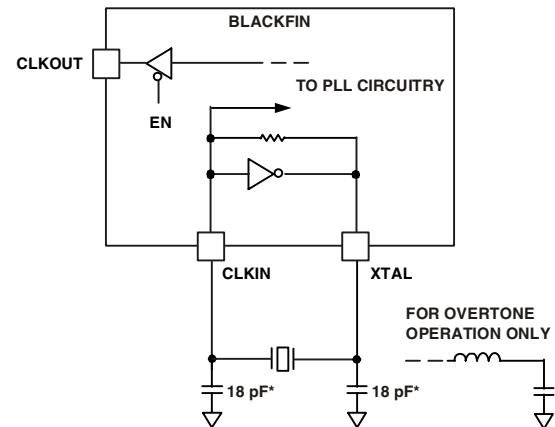 BLACKFIN
CLKOUT
TO PLL CIRCUITRY
EN
CLKIN
XTAL
FOR OVERTONE
OPERATION ONLY
18 pF*
18 pF*